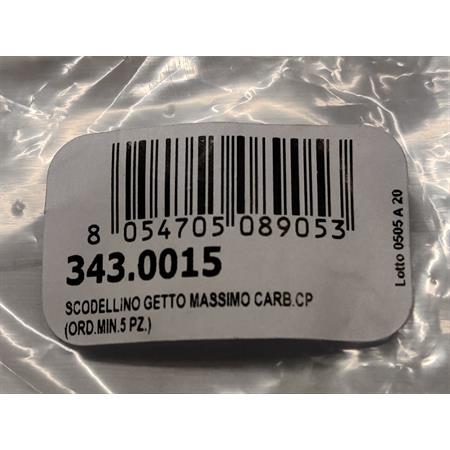 8 054705 089053
343.0015
SCODELLiNO GETTO MASSIMO CARB.CP
(ORD.MIN.5 PZ.)
Lotto 0505 A 20